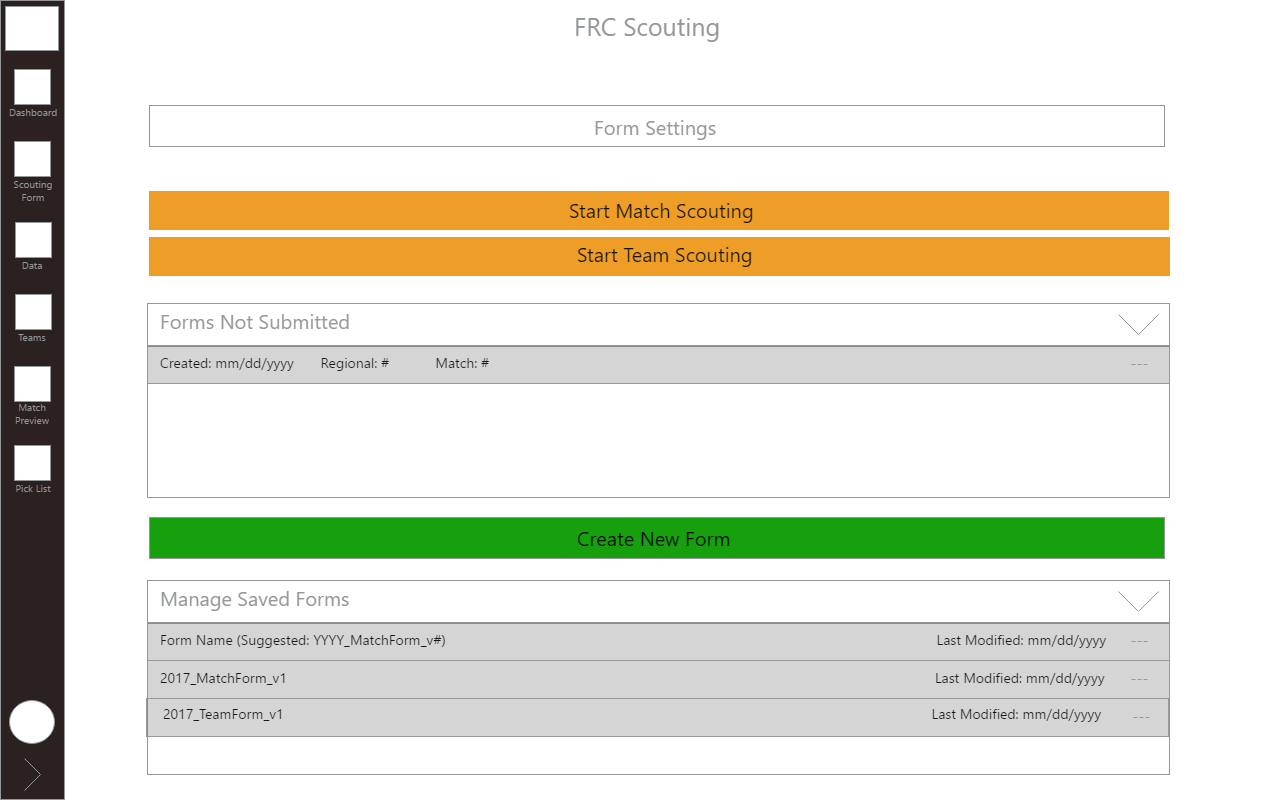 FRC Scouting
Dashboard
Scouting
Form
Data
Teams
Match
Preview
Pick List
Form Settings
Start Match Scouting
Start Team Scouting
Forms Not Submitted
Created: mm/dd/yyyy Regional: # Match: # ---
Create New Form
Manage Saved Forms
Form Name (Suggested: YYYY_MatchForm_v#) Last Modified: mm/dd/yyyy ---
2017_MatchForm_v1 Last Modified: mm/dd/yyyy ---
2017_TeamForm_v1 Last Modified: mm/dd/yyyy ---